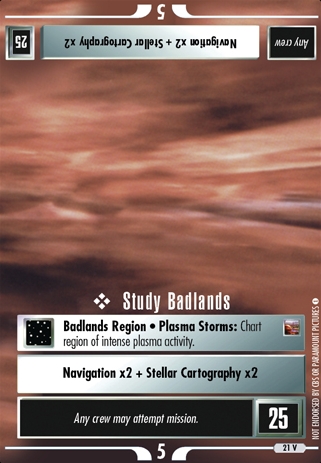 5
25 Navigation x2 + Stellar Cartography x2 Any crew
❖ Study Badlands
Badlands Region • Plasma Storms: Chart
region of intense plasma activity.
Navigation x2 + Stellar Cartography x2
Any crew may attempt mission.
25
5
21 V
NOT ENDORSED BY CBS OR PARAMOUNT PICTURES